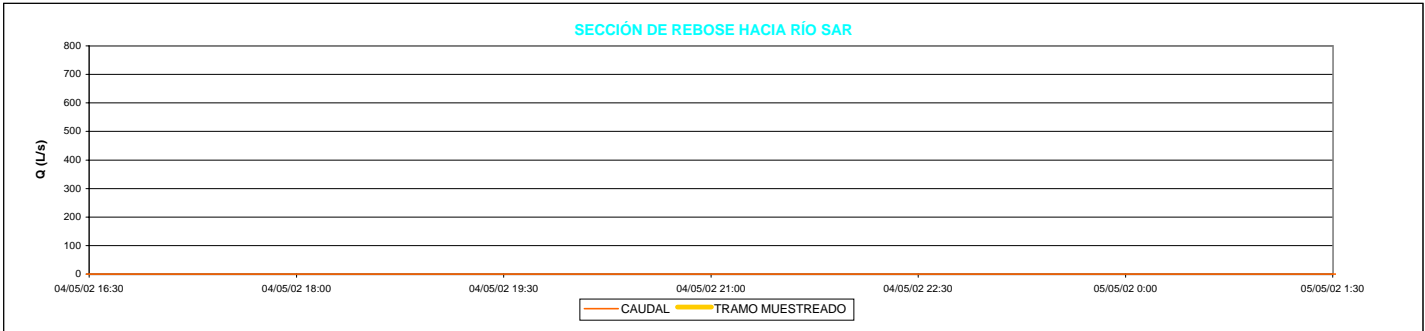 SECCIÓN DE REBOSE HACIA RÍO SAR
Q (L/s)
800
700
600
500
400
300
200
100
0
04/05/02 16:30 04/05/02 18:00 04/05/02 19:30 04/05/02 21:00 04/05/02 22:30 05/05/02 0:00 05/05/02 1:30
CAUDAL TRAMO MUESTREADO